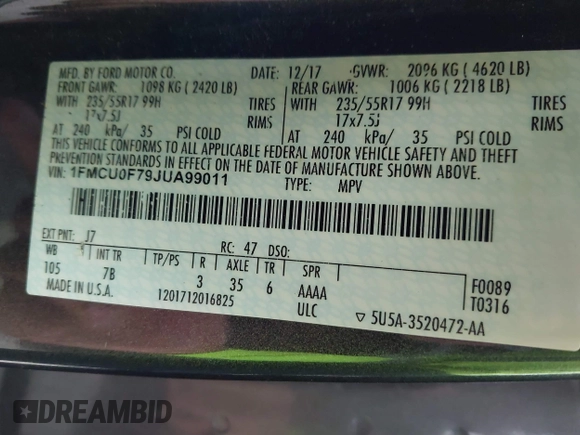 MFD. BY FORD MOTOR CO. DATE: 12/17 GVWR: 2096 KG ( 4620 LB)
FRONT GAWR: 1098 KG ( 2420 LB) REAR GAWR: 1006 KG ( 2218 LB)
WITH 235/55R17 99H TIRES WITH 235/55R17 99H TIRES
17x7.5J RIMS 17x7.5J RIMS
AT 240 kPa/ 35 PSI COLD AT 240 kPa/ 35 PSI COLD
THIS VEHICLE CONFORMS TO ALL APPLICABLE FEDERAL MOTOR VEHICLE SAFETY AND THEFT
PREVENTION STANDARDS IN EFFECT ON THE DATE OF MANUFACTURE SHOWN ABOVE.
1FMCU0F79JUA99011 TYPE: MPV
EXT PNT: J7 RC: 47 DSO:
WB INT TR TP/PS R AXLE TR SPR F0089
105 7B 3 35 6 AAAA T0316
MADE IN U.S.A. 1201712016825 ULC ▽ 5U5A-3520472-AA
DREAMBID